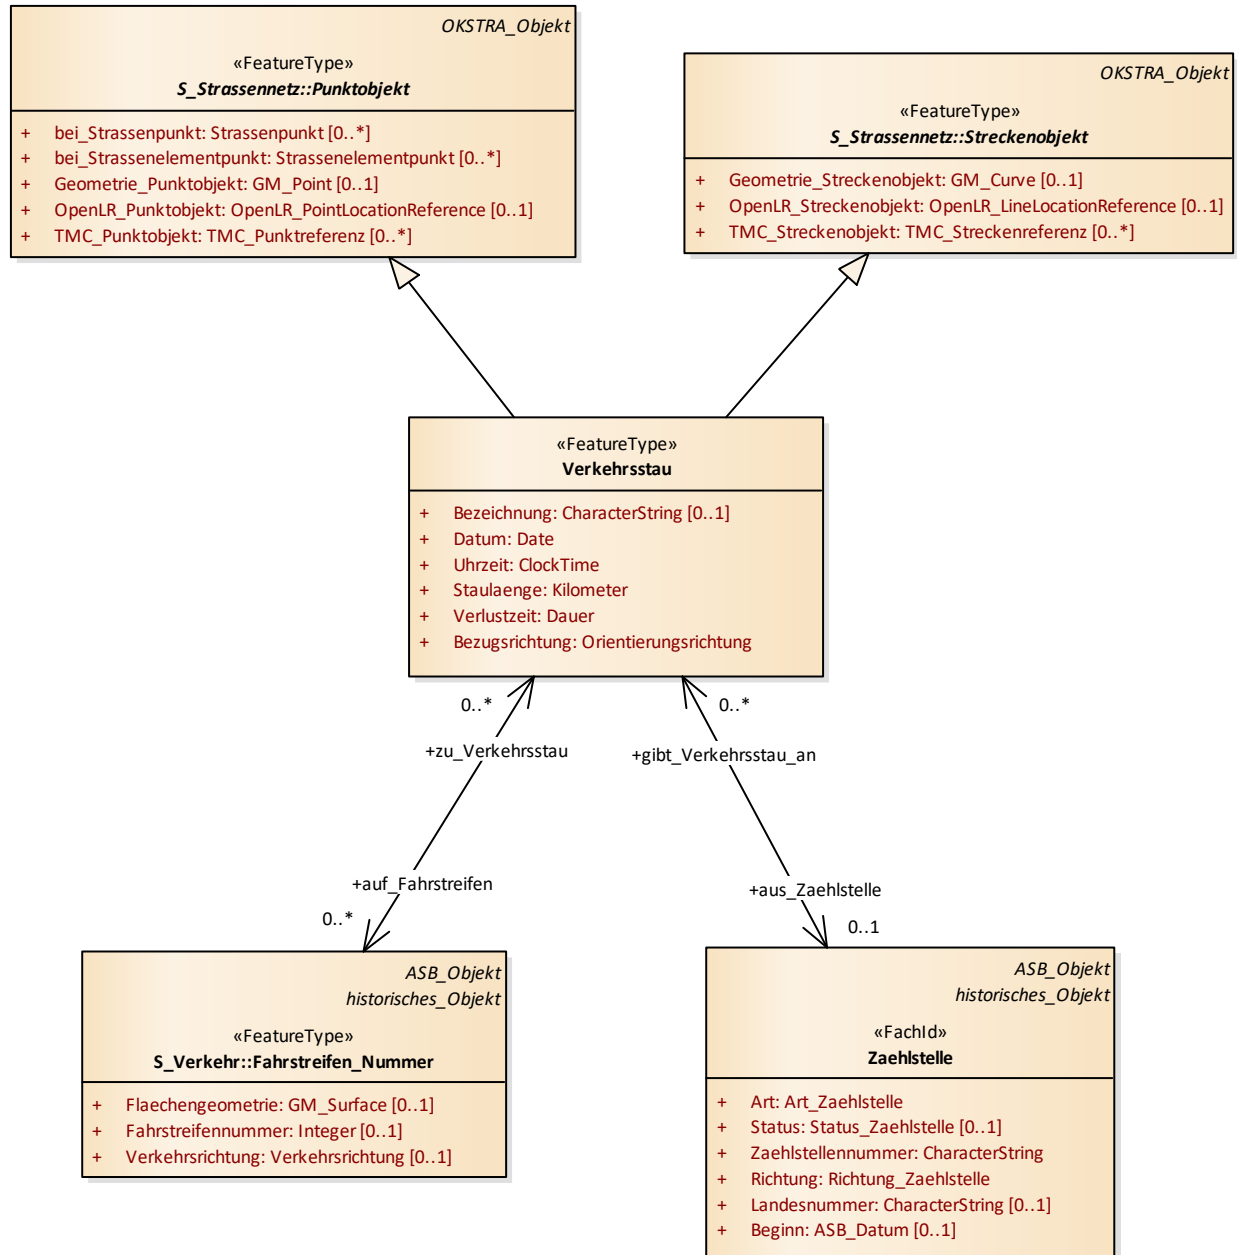 OKSTRA_Objekt
«FeatureType»
S_Strassennetz::Punktobjekt
+ bei_Strassenpunkt: Strassenpunkt [0..*]
+ bei_Strassenelementpunkt: Strassenelementpunkt [0..*]
+ Geometrie_Punktobjekt: GM_Point [0..1]
+ OpenLR_Punktobjekt: OpenLR_PointLocationReference [0..1]
+ TMC_Punktobjekt: TMC_Punktreferenz [0..*]
OKSTRA_Objekt
«FeatureType»
S_Strassennetz::Streckenobjekt
+ Geometrie_Streckenobjekt: GM_Curve [0..1]
+ OpenLR_Streckenobjekt: OpenLR_LineLocationReference [0..1]
+ TMC_Streckenobjekt: TMC_Streckenreferenz [0..*]
«FeatureType»
Verkehrsstau
+ Bezeichnung: CharacterString [0..1]
+ Datum: Date
+ Uhrzeit: ClockTime
+ Staulaenge: Kilometer
+ Verlustzeit: Dauer
+ Bezugsrichtung: Orientierungsrichtung
0..*
+zu_Verkehrsstau
+auf_Fahrstreifen
0..*
0..*
+gibt_Verkehrsstau_an
+aus_Zaehlstelle
0..1
ASB_Objekt
historisches_Objekt
«FeatureType»
S_Verkehr::Fahrstreifen_Nummer
+ Flaechengeometrie: GM_Surface [0..1]
+ Fahrstreifennummer: Integer [0..1]
+ Verkehrsrichtung: Verkehrsrichtung [0..1]
ASB_Objekt
historisches_Objekt
«FachId»
Zaehlstelle
+ Art: Art_Zaehlstelle
+ Status: Status_Zaehlstelle [0..1]
+ Zaehlstellennummer: CharacterString
+ Richtung: Richtung_Zaehlstelle
+ Landesnummer: CharacterString [0..1]
+ Beginn: ASB_Datum [0..1]